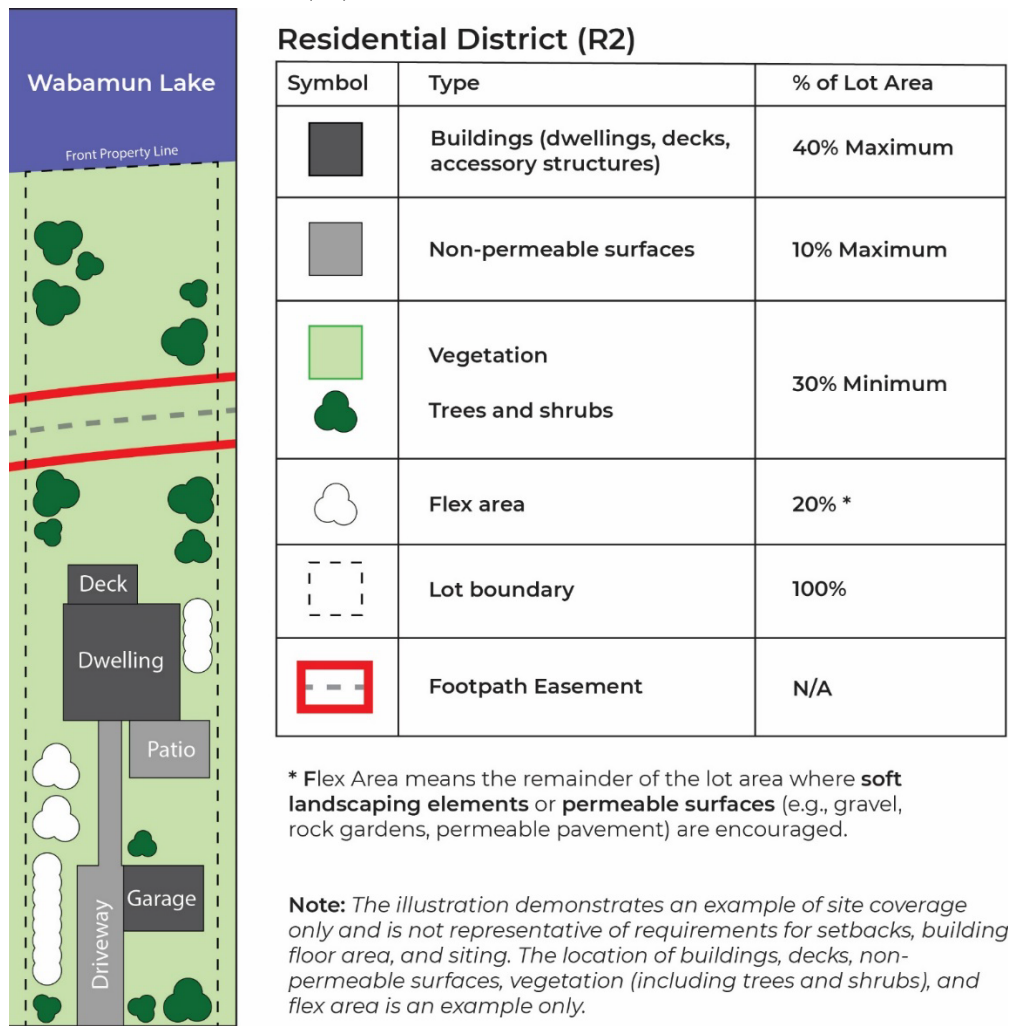 Residential District (R2)
Wabamun Lake
Front Property Line
Deck
Dwelling
Patio
Garage
Driveway
Symbol Type % of Lot Area
Buildings (dwellings, decks,
accessory structures)
40% Maximum
Non-permeable surfaces 10% Maximum
Vegetation
Trees and shrubs
30% Minimum
Flex area 20% *
Lot boundary 100%
Footpath Easement N/A
* Flex Area means the remainder of the lot area where soft
landscaping elements or permeable surfaces (e.g., gravel,
rock gardens, permeable pavement) are encouraged.
Note: The illustration demonstrates an example of site coverage
only and is not representative of requirements for setbacks, building
floor area, and siting. The location of buildings, decks, non-
permeable surfaces, vegetation (including trees and shrubs), and
flex area is an example only.